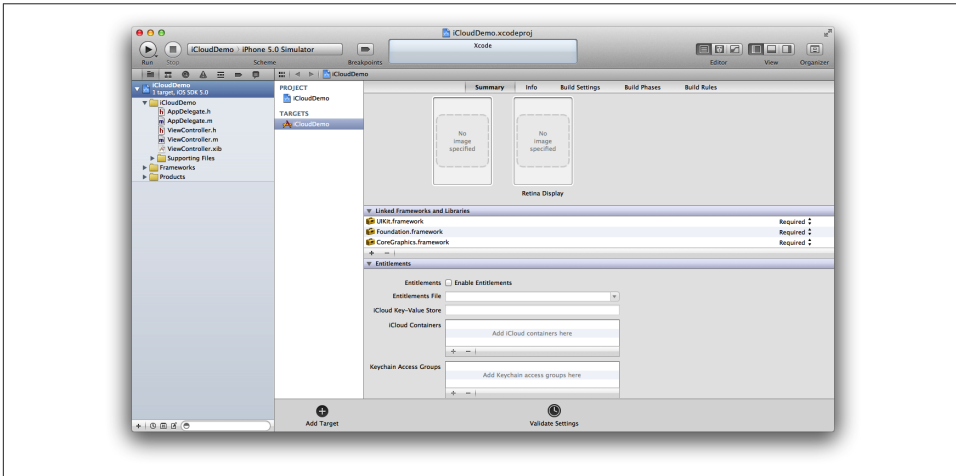 iCloudDemo.xcodeproj
iCloudDemo › iPhone 5.0 Simulator
Xcode
Run
Stop
Scheme
Breakpoints
Editor
View
Organizer
iCloudDemo
iCloudDemo
1 target, iOS SDK 5.0
iCloudDemo
AppDelegate.h
AppDelegate.m
ViewController.h
ViewController.m
ViewController.xib
Supporting Files
Frameworks
Products
PROJECT
iCloudDemo
TARGETS
iCloudDemo
Summary
Info
Build Settings
Build Phases
Build Rules
No
image
specified
No
image
specified
Retina Display
Linked Frameworks and Libraries
UIKit.framework
Required
Foundation.framework
Required
CoreGraphics.framework
Required
Entitlements
Entitlements
Enable Entitlements
Entitlements File
iCloud Key-Value Store
iCloud Containers
Add iCloud containers here
Keychain Access Groups
Add Keychain access groups here
Add Target
Validate Settings